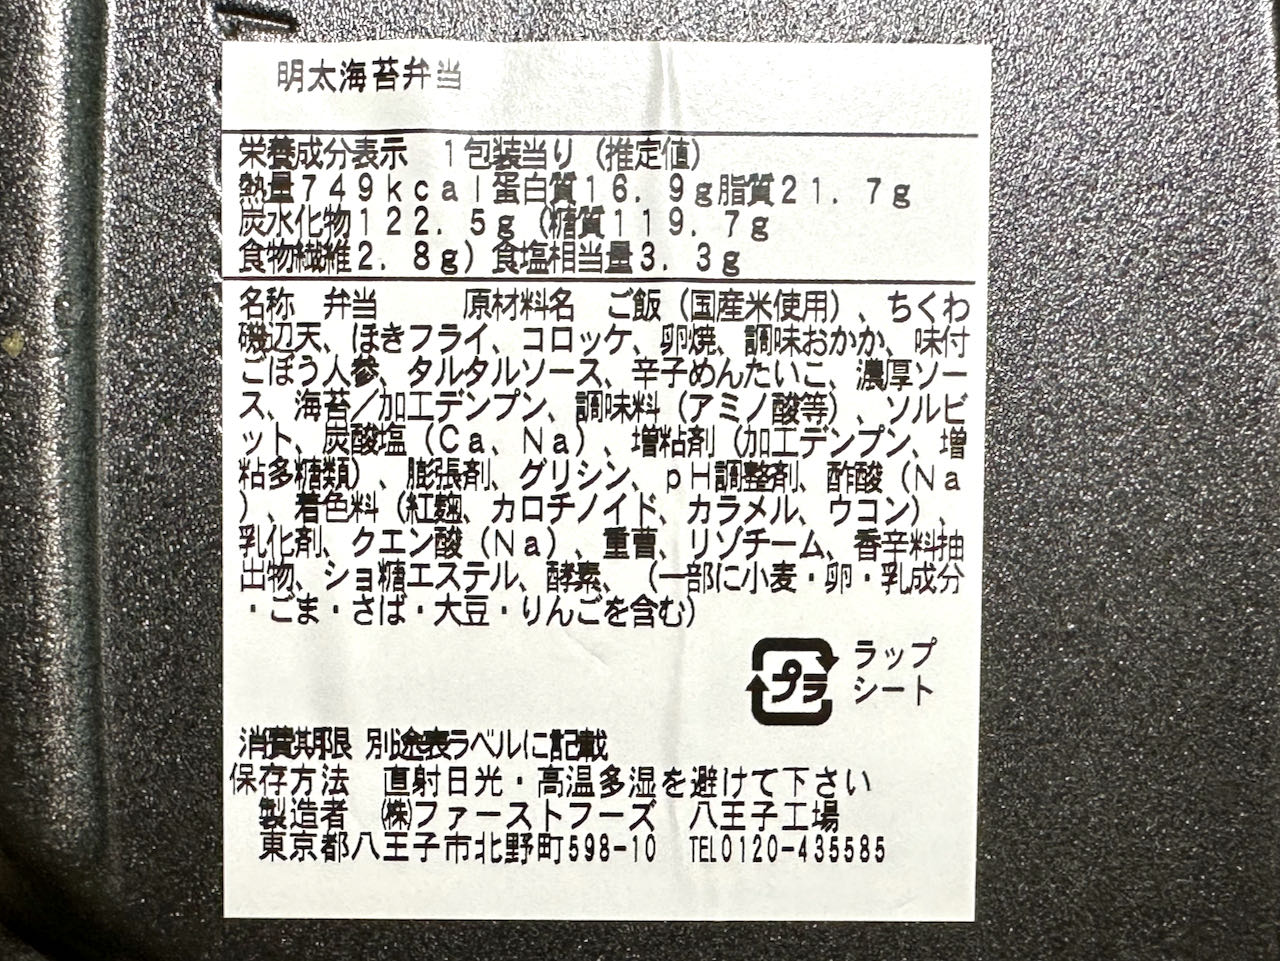 明太海苔弁当
栄養成分表示　1包装当り（推定値）
熱量749kcal蛋白質16.9g脂質21.7g
炭水化物122.5g（糖質119.7g
食物繊維2.8g）食塩相当量3.3g
名称　弁当　　　原材料名　ご飯（国産米使用）、ちくわ
磯辺天、ほきフライ、コロッケ、卵焼、調味おかか、味付
ごぼう人参、タルタルソース、辛子めんたいこ、濃厚ソー
ス、海苔／加工デンプン、調味料（アミノ酸等）、ソルビ
ット、炭酸塩（Ca、Na）、増粘剤（加工デンプン、増
粘多糖類）、膨張剤、グリシン、pH調整剤、酢酸（Na
）、着色料（紅麹、カロチノイド、カラメル、ウコン）、
乳化剤、クエン酸（Na）、重曹、リゾチーム、香辛料抽
出物、ショ糖エステル、酵素、（一部に小麦・卵・乳成分
・ごま・さば・大豆・りんごを含む）
プラ
ラップ
シート
消費期限 別途表ラベルに記載
保存方法　直射日光・高温多湿を避けて下さい
製造者　㈱ファーストフーズ　八王子工場
東京都八王子市北野町598-10　TEL0120-435585